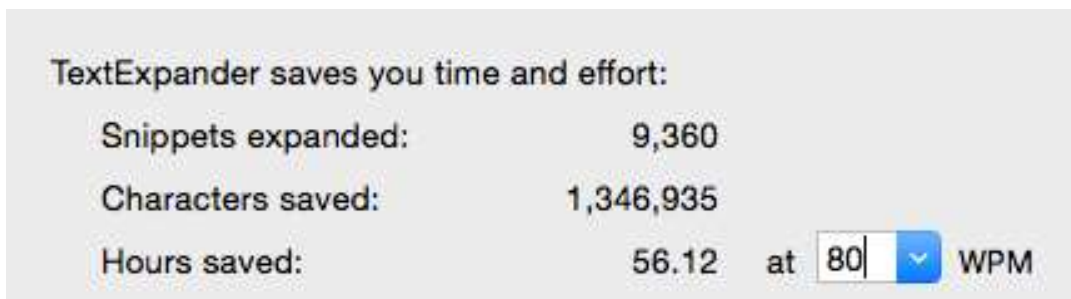 TextExpander saves you time and effort:
Snippets expanded: 9,360
Characters saved: 1,346,935
Hours saved: 56.12 at 80 WPM